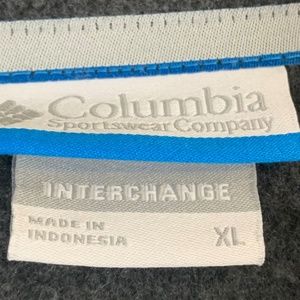 Columbia
Sportswear Company
INTERCHANGE
MADE IN
INDONESIA
XL